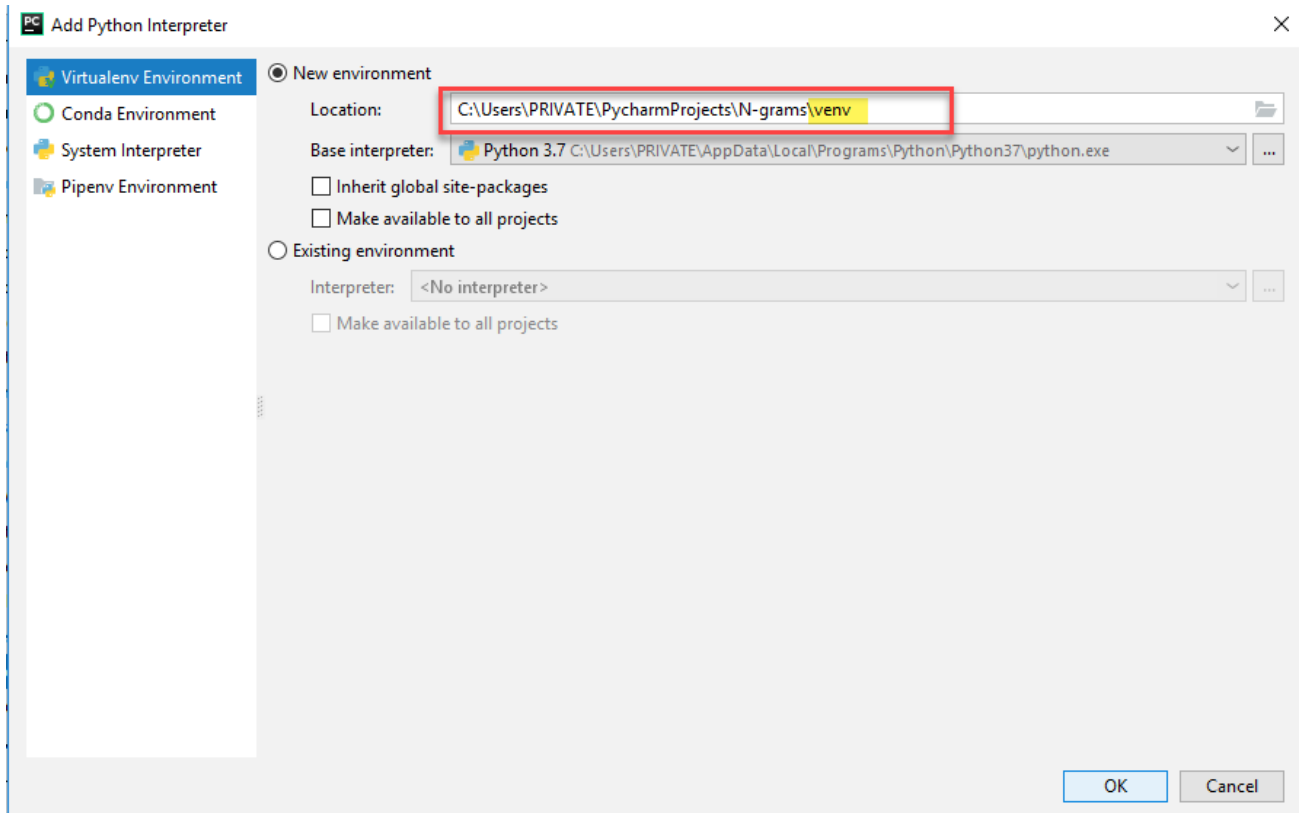 PC Add Python Interpreter
Virtualenv Environment
Conda Environment
System Interpreter
Pipenv Environment
New environment
Location: C:\Users\PRIVATE\PycharmProjects\N-grams\venv
Base interpreter: Python 3.7 C:\Users\PRIVATE\AppData\Local\Programs\Python\Python37\python.exe ...
Inherit global site-packages
Make available to all projects
Existing environment
Interpreter: <No interpreter> ...
Make available to all projects
OK Cancel